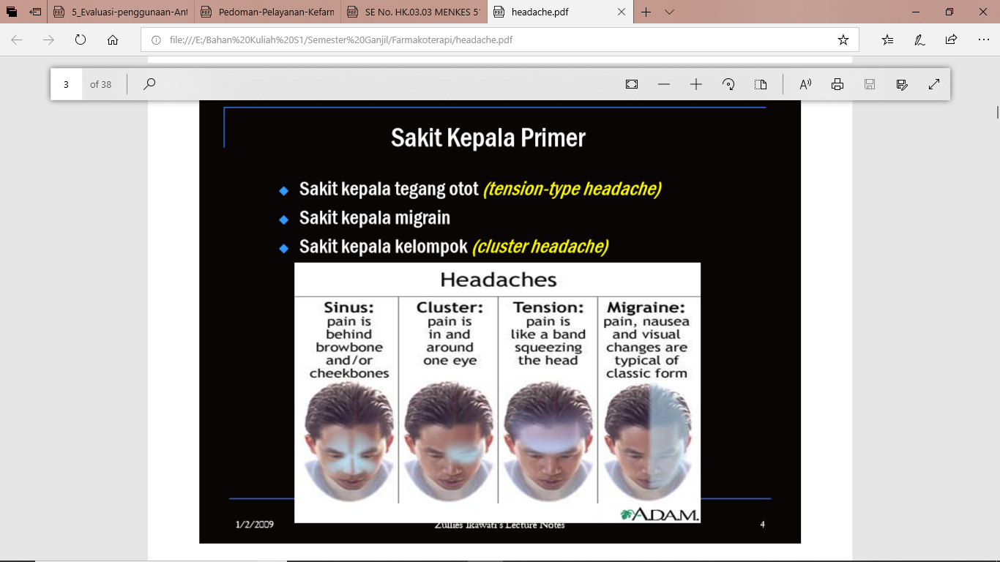 5_Evaluasi-penggunaan-Ant
Pedoman-Pelayanan-Kefarm
SE No. HK.03.03 MENKES 5
headache.pdf
file:///E:/Bahan%20Kuliah%20S1/Semester%20Ganjil/Farmakoterapi/headache.pdf
3 of 38
Sakit Kepala Primer
Sakit kepala tegang otot (tension-type headache)
Sakit kepala migrain
Sakit kepala kelompok (cluster headache)
Headaches
Sinus:
pain is
behind
browbone
and/or
cheekbones
Cluster:
pain is
in and
around
one eye
Tension:
pain is
like a band
squeezing
the head
Migraine:
pain, nausea
and visual
changes are
typical of
classic form
A.D.A.M.
1/2/2009
Zullies Ikawati's Lecture Notes
4